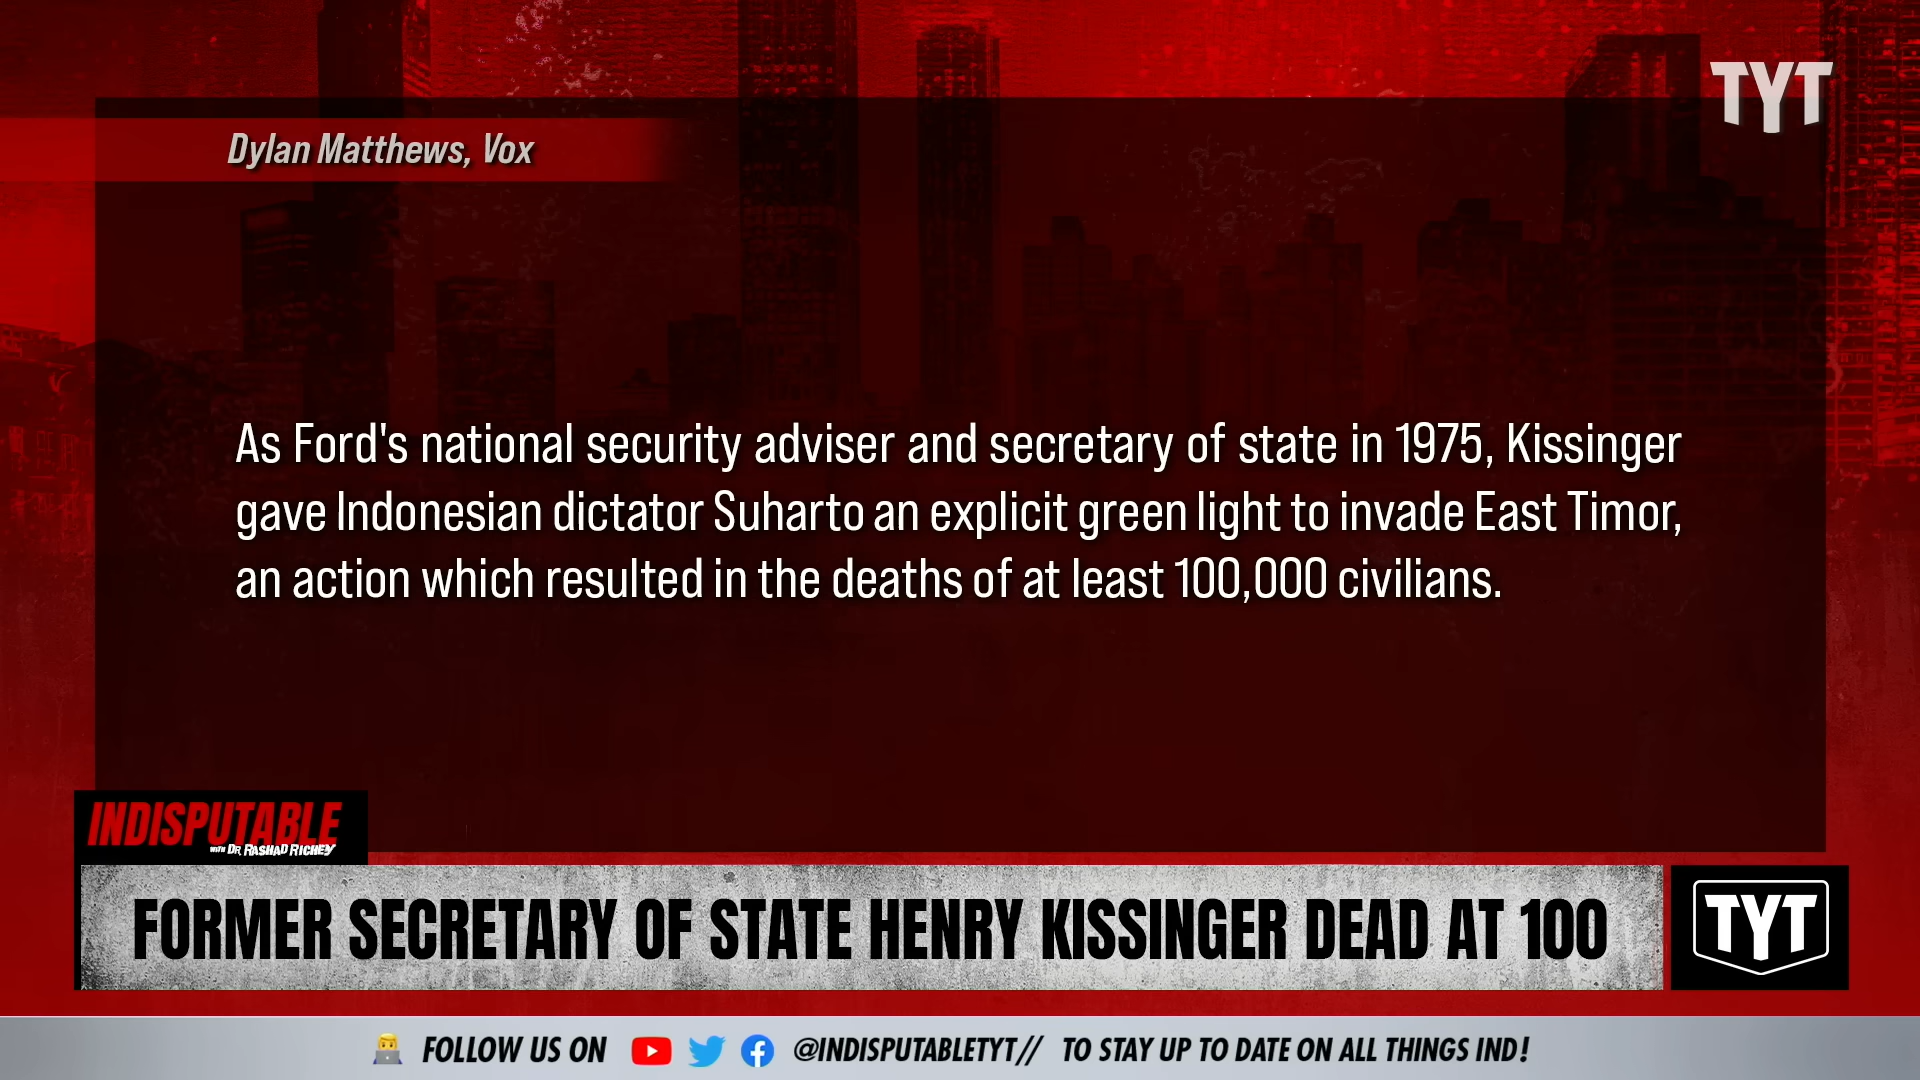 TYT
Dylan Matthews, Vox
As Ford's national security adviser and secretary of state in 1975, Kissinger
gave Indonesian dictator Suharto an explicit green light to invade East Timor,
an action which resulted in the deaths of at least 100,000 civilians.
INDISPUTABLE
WITH DR. RASHAD RICHEY
FORMER SECRETARY OF STATE HENRY KISSINGER DEAD AT 100
TYT
FOLLOW US ON @INDISPUTABLETYT// TO STAY UP TO DATE ON ALL THINGS IND!